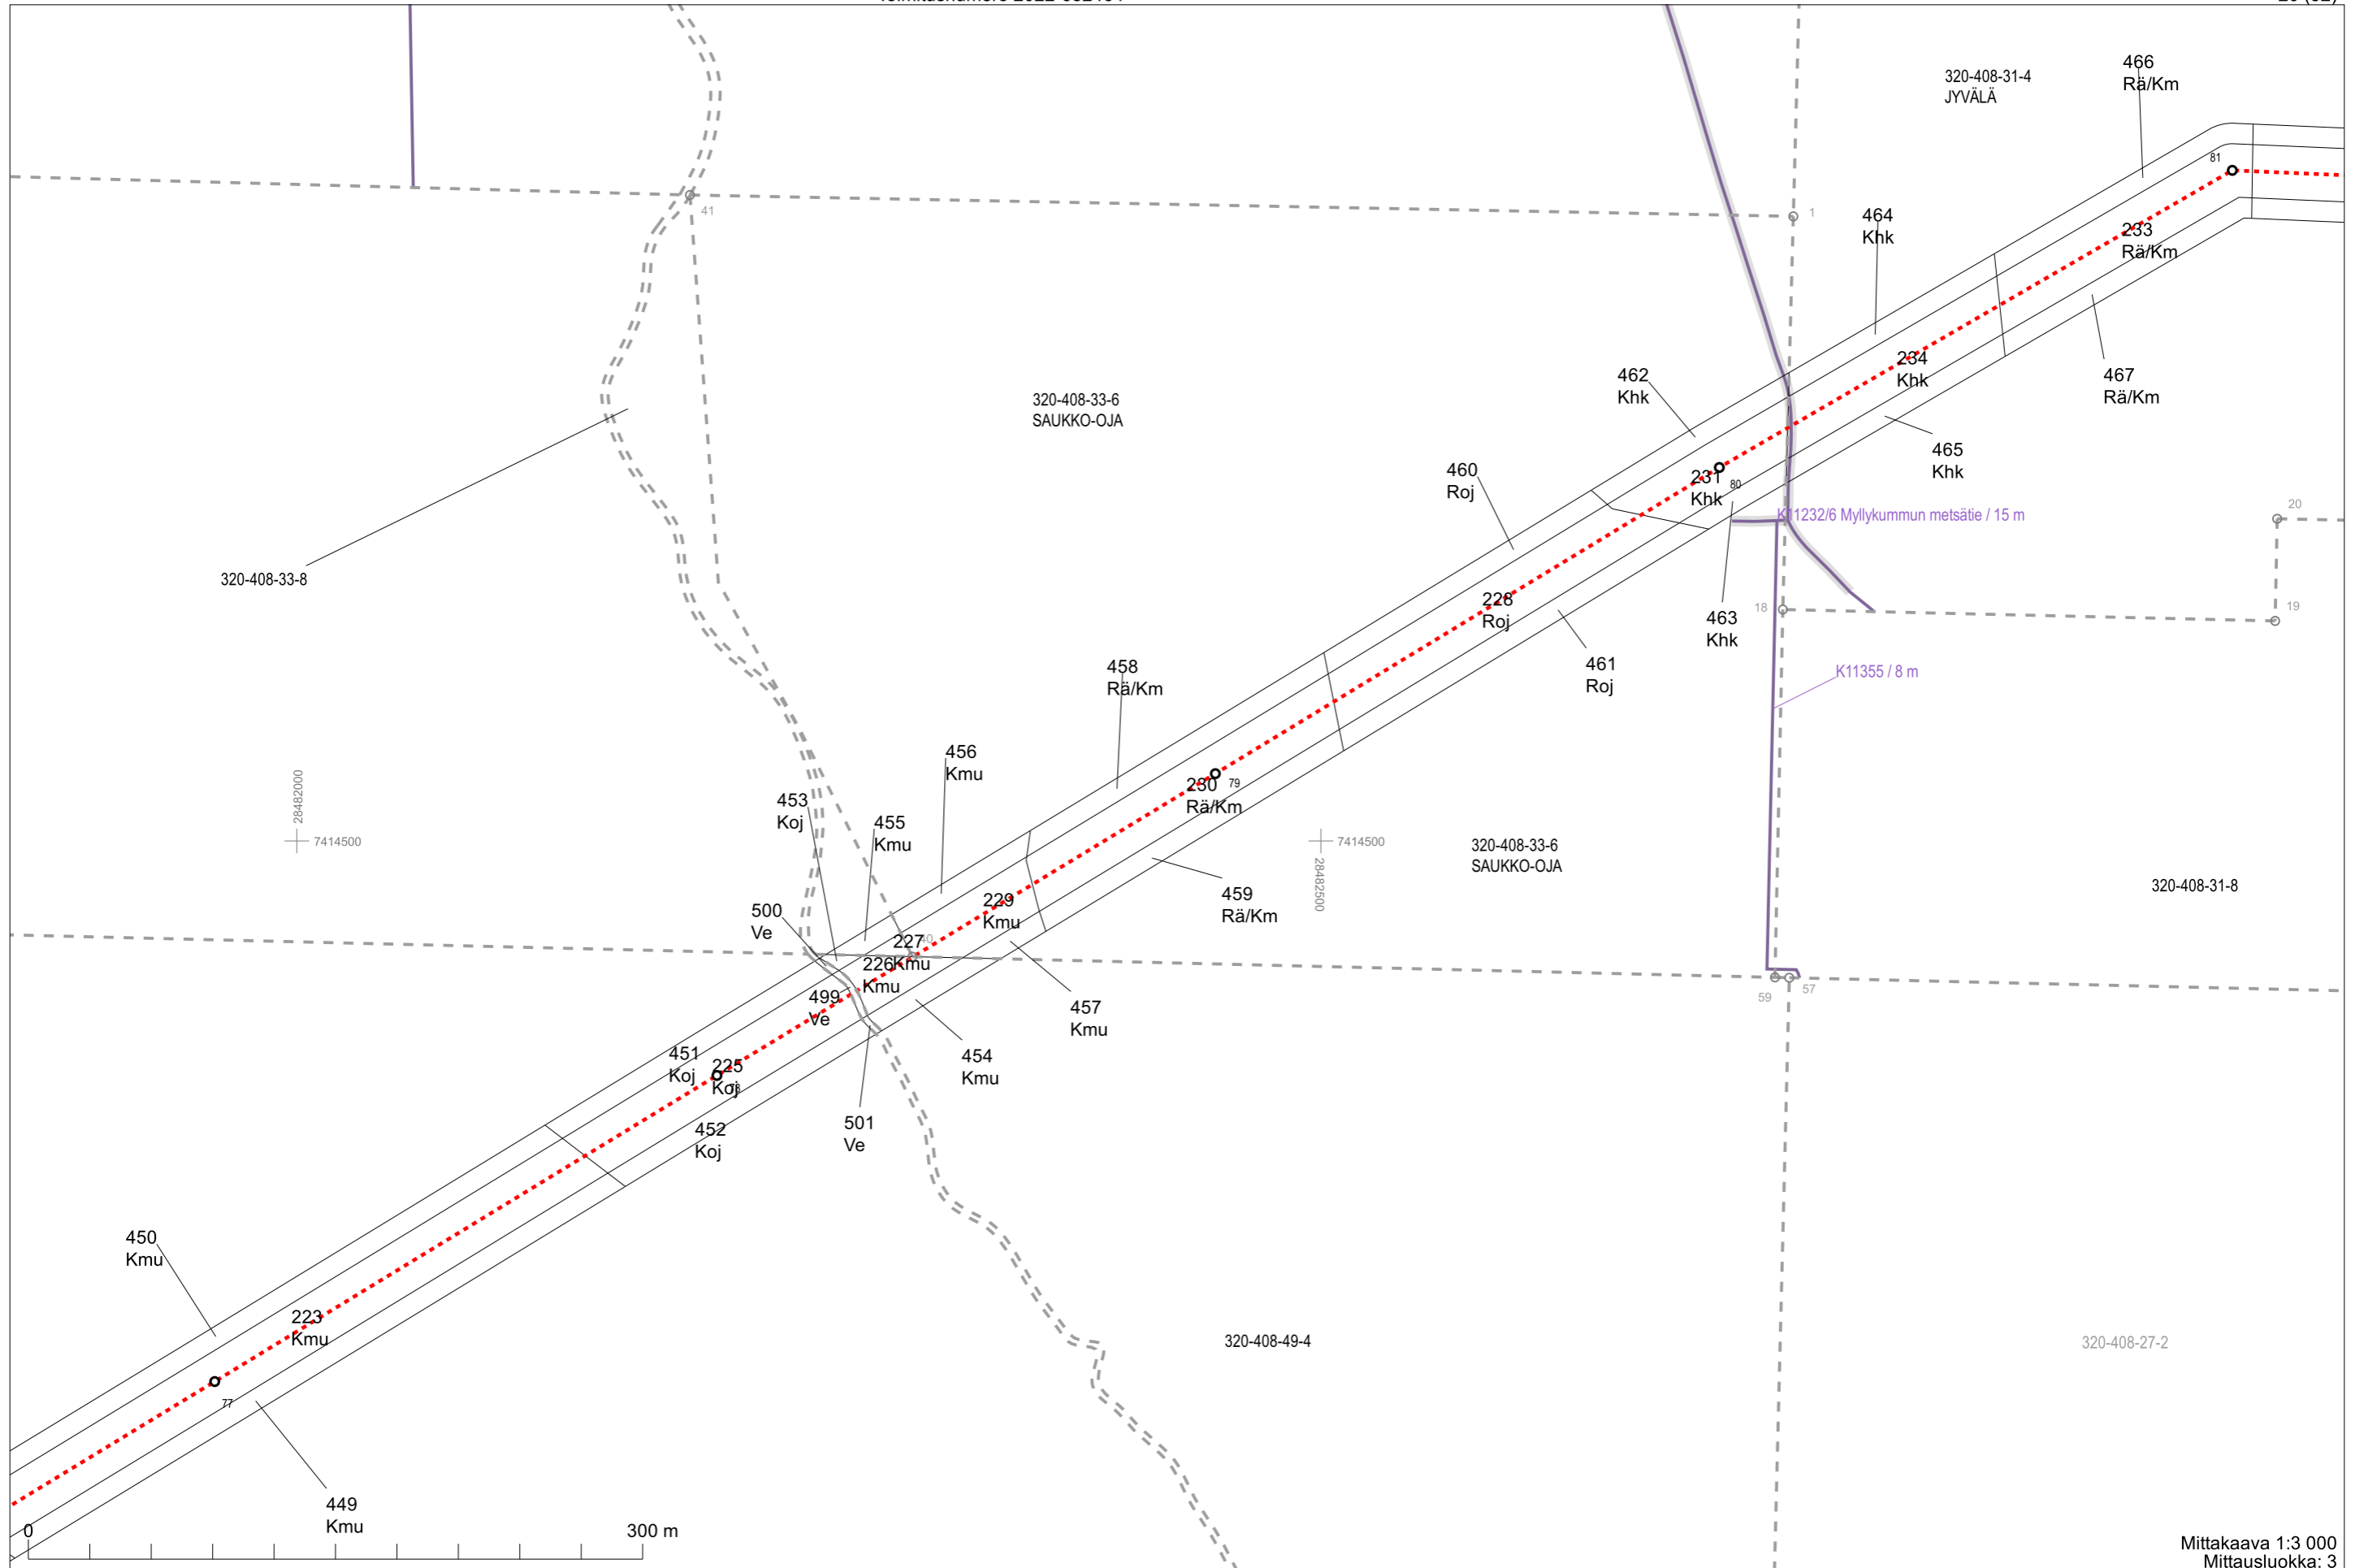 320-408-31-4
JYVÄLÄ
466
Rä/Km
81
41
1
464
Khk
233
Rä/Km
320-408-33-6
SAUKKO-OJA
462
Khk
234
Khk
467
Rä/Km
465
Khk
460
Roj
231
Khk
80
K11232/6 Myllykummun metsätie / 15 m
20
320-408-33-8
228
Roj
463
Khk
18
19
461
Roj
458
Rä/Km
K11355 / 8 m
456
Kmu
453
Koj
455
Kmu
230
Rä/Km
79
28482000
7414500
7414500
28482500
320-408-33-6
SAUKKO-OJA
320-408-31-8
459
Rä/Km
229
Kmu
500
Ve
227
Kmu
40
226
Kmu
499
Ve
59
57
457
Kmu
454
Kmu
451
Koj
225
Koj
78
501
Ve
452
Koj
450
Kmu
223
Kmu
77
320-408-49-4
320-408-27-2
449
Kmu
0
300 m
Mittakaava 1:3 000
Mittausluokka: 3